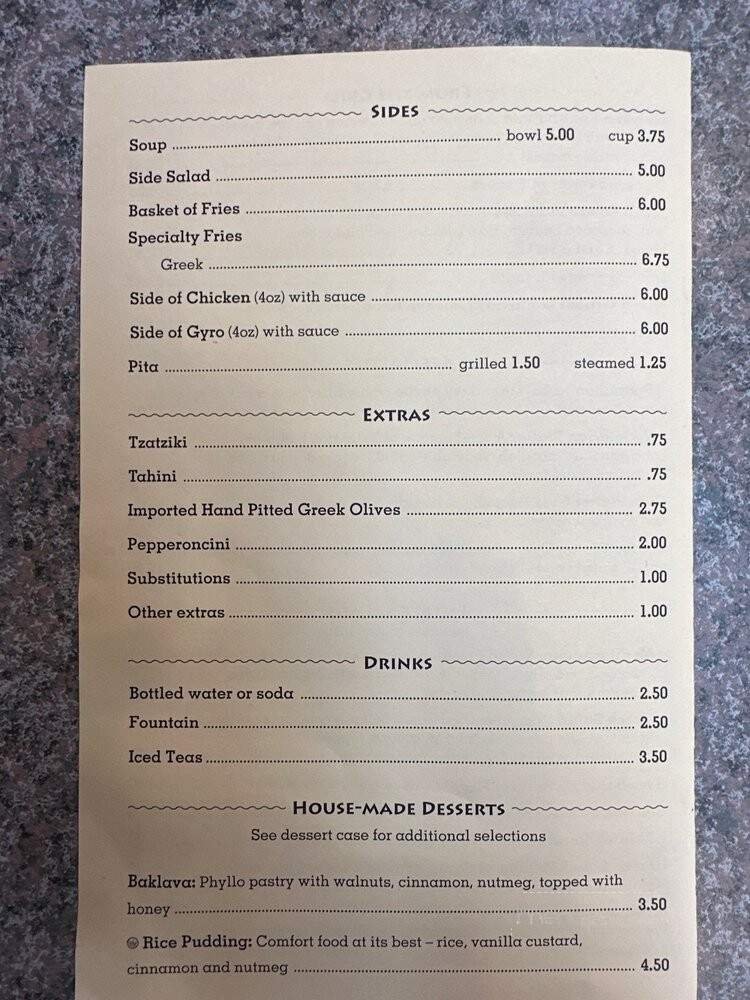 SIDES
Soup ........ bowl 5.00 cup 3.75
Side Salad ........ 5.00
Basket of Fries ........ 6.00
Specialty Fries
Greek ........ 6.75
Side of Chicken (4oz) with sauce ........ 6.00
Side of Gyro (4oz) with sauce ........ 6.00
Pita ........ grilled 1.50 steamed 1.25
EXTRAS
Tzatziki ........ .75
Tahini ........ .75
Imported Hand Pitted Greek Olives ........ 2.75
Pepperoncini ........ 2.00
Substitutions ........ 1.00
Other extras ........ 1.00
DRINKS
Bottled water or soda ........ 2.50
Fountain ........ 2.50
Iced Teas ........ 3.50
HOUSE-MADE DESSERTS
See dessert case for additional selections
Baklava: Phyllo pastry with walnuts, cinnamon, nutmeg, topped with
honey ........ 3.50
Rice Pudding: Comfort food at its best – rice, vanilla custard,
cinnamon and nutmeg ........ 4.50